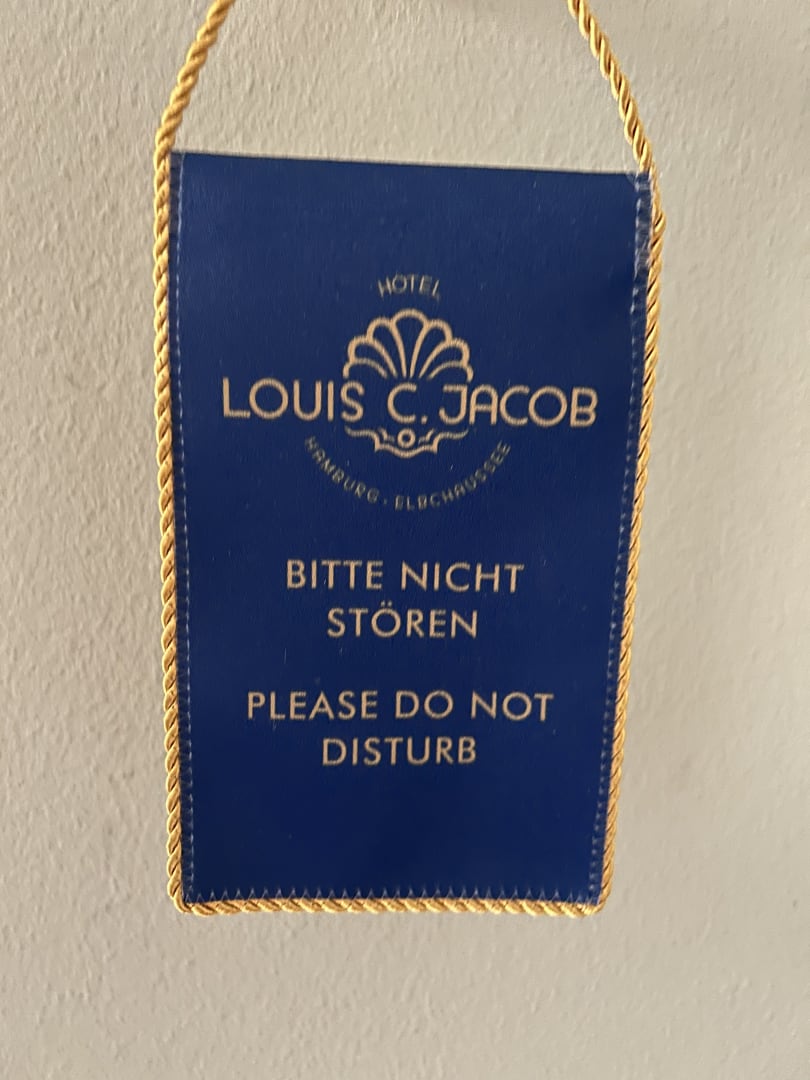 HOTEL
LOUIS C. JACOB
HAMBURG · ELBCHAUSSEE
BITTE NICHT
STÖREN
PLEASE DO NOT
DISTURB